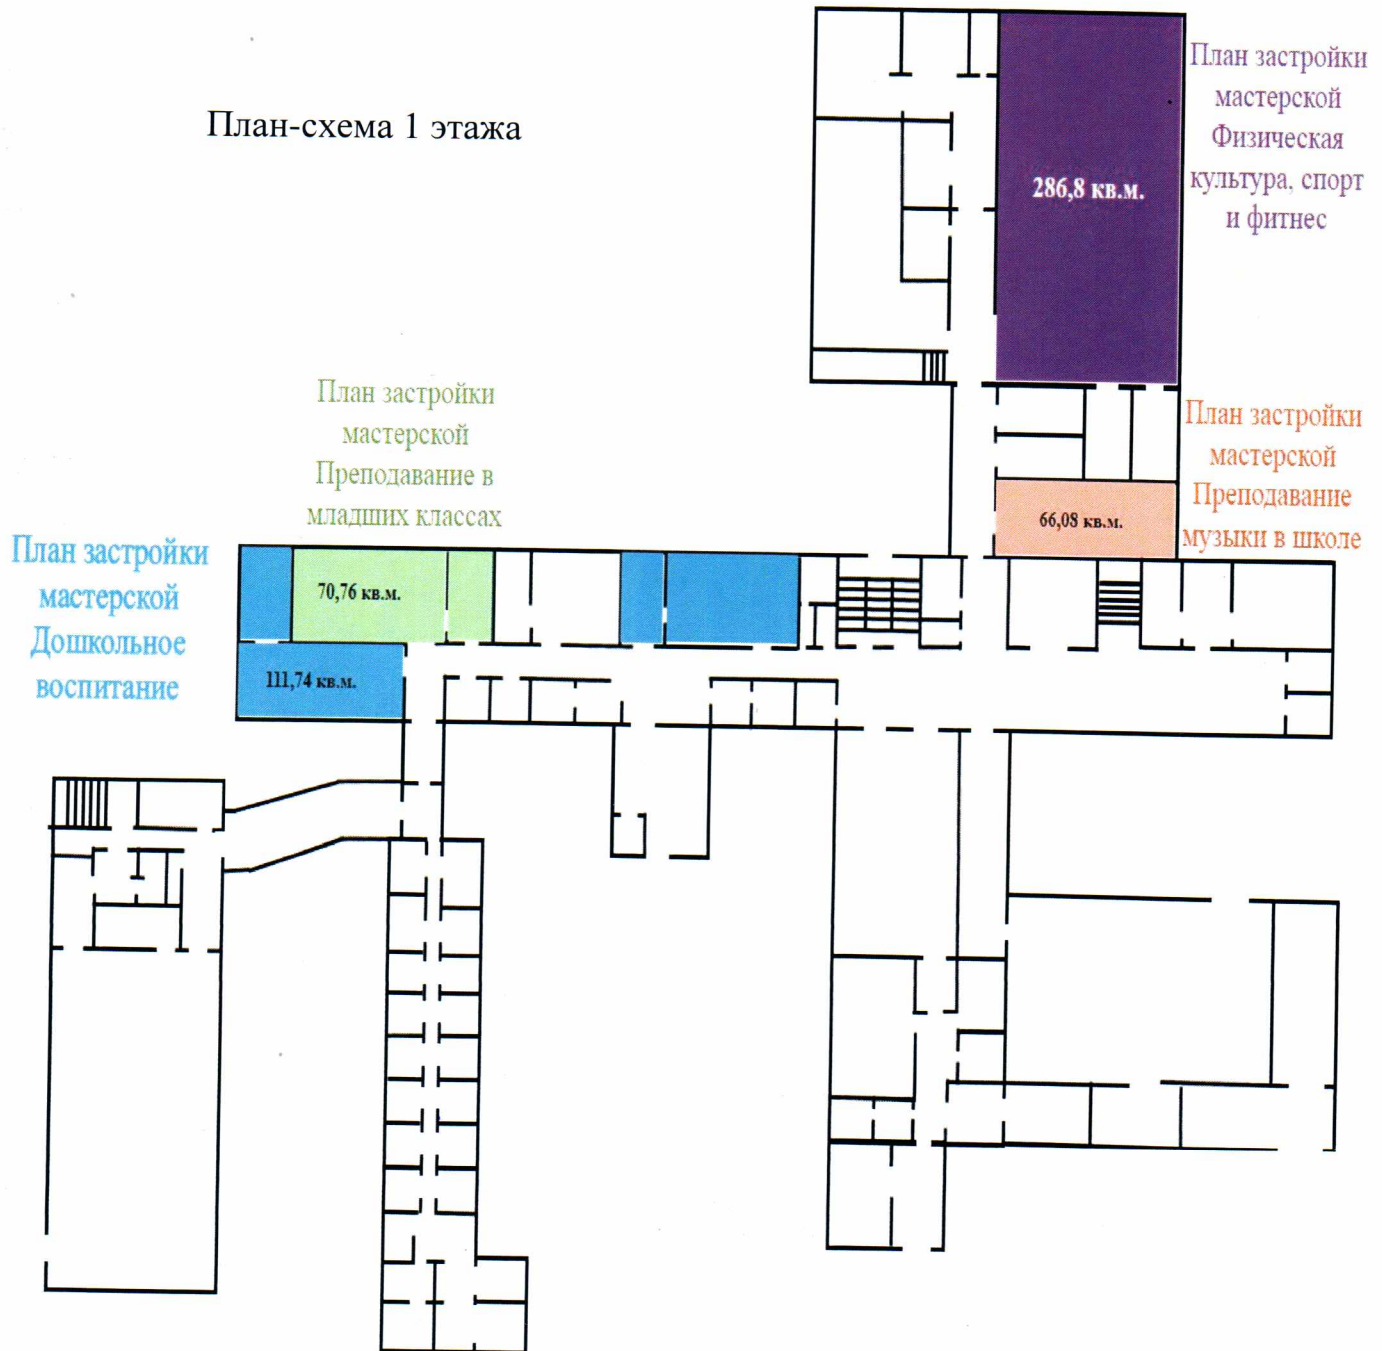 План-схема 1 этажа
План застройки
мастерской
Физическая
культура, спорт
и фитнес
286,8 кв.м.
План застройки
мастерской
Преподавание в
младших классах
План застройки
мастерской
Преподавание
музыки в школе
66,08 кв.м.
План застройки
мастерской
Дошкольное
воспитание
70,76 кв.м.
111,74 кв.м.